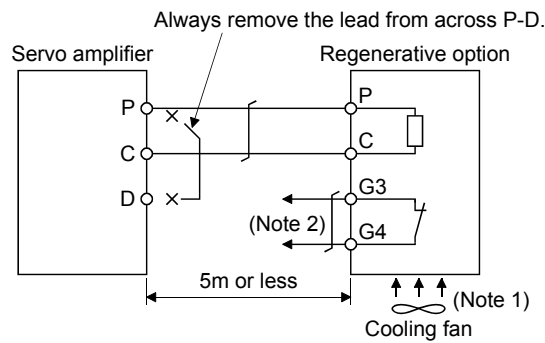 Always remove the lead from across P-D.
Servo amplifier
Regenerative option
P
P
C
C
D
G3
(Note 2)
G4
5m or less
(Note 1)
Cooling fan